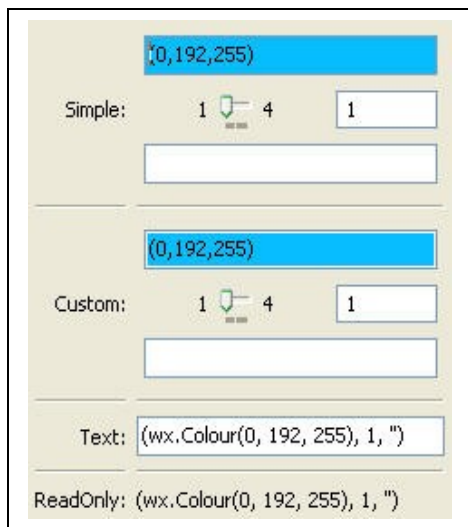 (0,192,255)
Simple: 1 4 1
(0,192,255)
Custom: 1 4 1
Text: (wx.Colour(0, 192, 255), 1, '')
ReadOnly: (wx.Colour(0, 192, 255), 1, '')